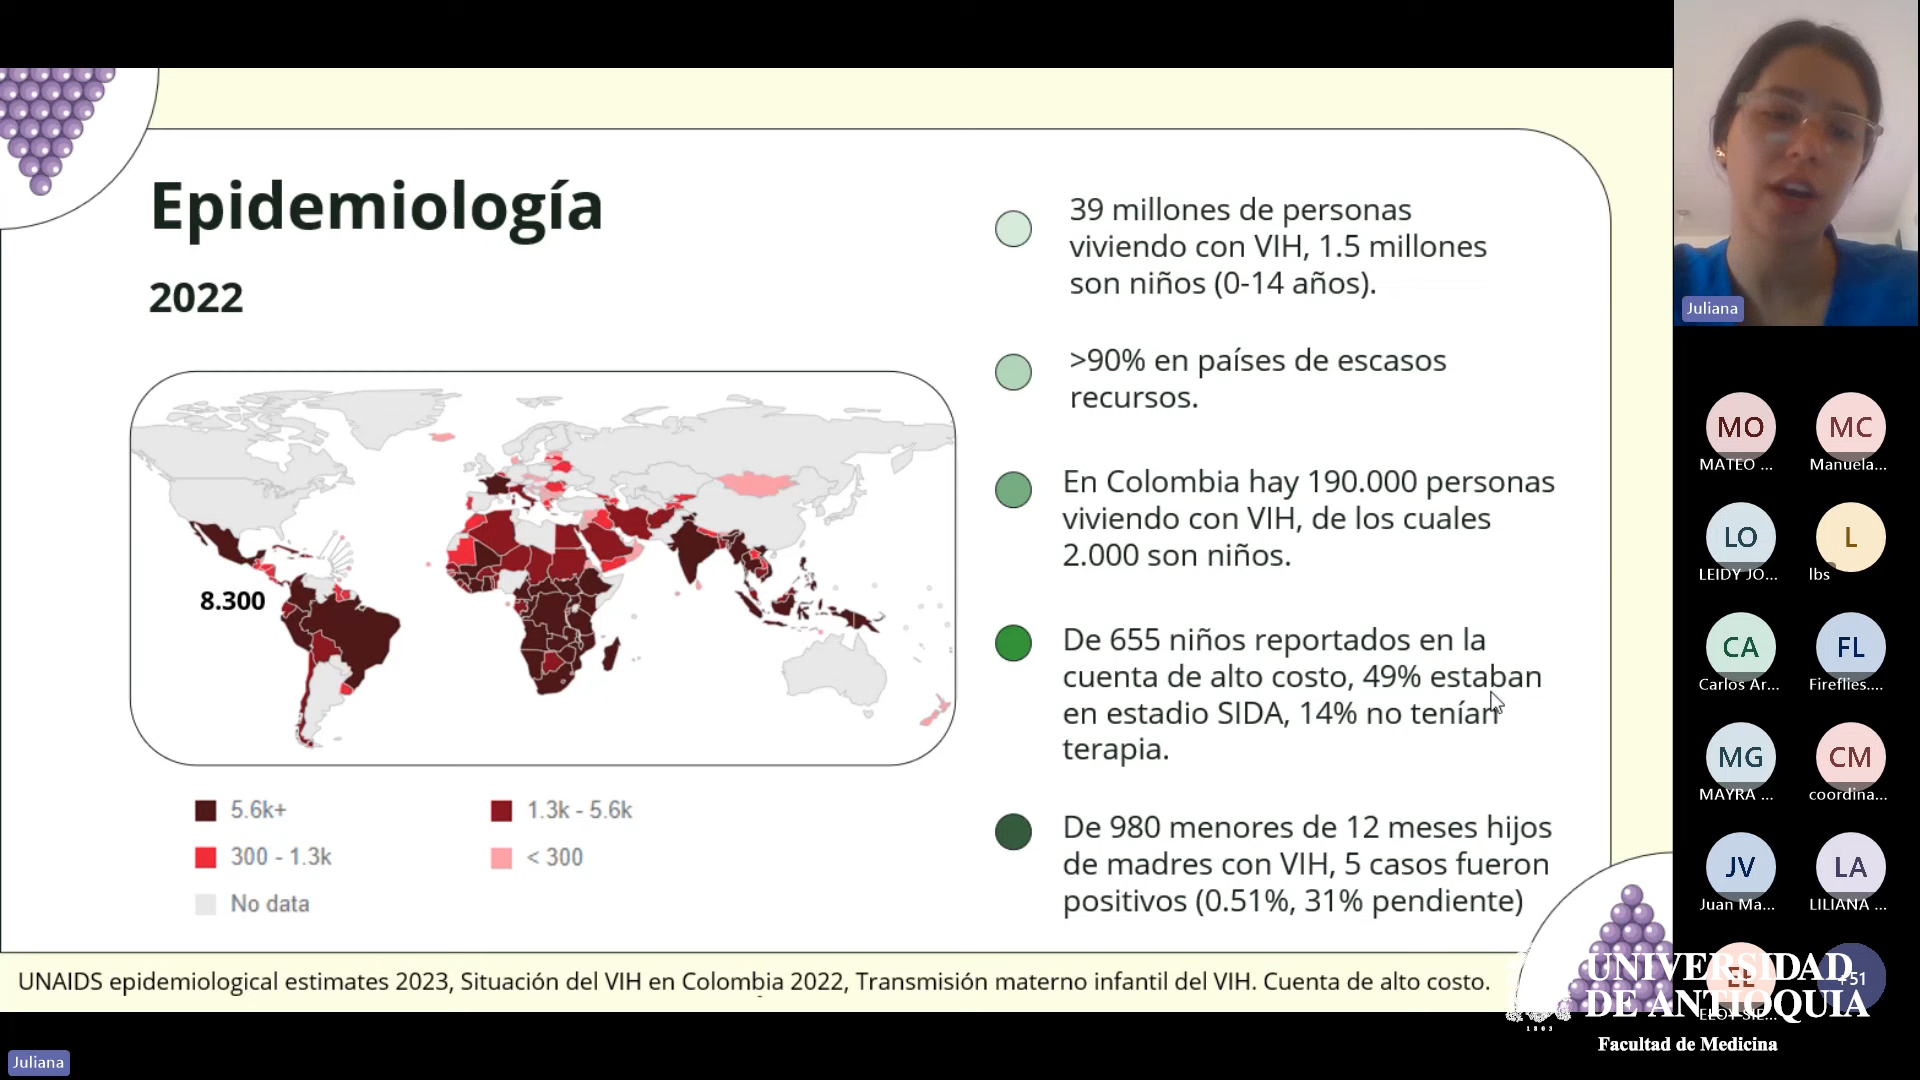 Epidemiología
2022
8.300
5.6k+
1.3k - 5.6k
300 - 1.3k
< 300
No data
39 millones de personas
viviendo con VIH, 1.5 millones
son niños (0-14 años).
>90% en países de escasos
recursos.
En Colombia hay 190.000 personas
viviendo con VIH, de los cuales
2.000 son niños.
De 655 niños reportados en la
cuenta de alto costo, 49% estaban
en estadio SIDA, 14% no tenían
terapia.
De 980 menores de 12 meses hijos
de madres con VIH, 5 casos fueron
positivos (0.51%, 31% pendiente)
UNAIDS epidemiological estimates 2023, Situación del VIH en Colombia 2022, Transmisión materno infantil del VIH. Cuenta de alto costo.
Juliana
Juliana
MO
MATEO ...
MC
Manuela...
LO
LEIDY JO...
L
lbs
CA
Carlos Ar...
FL
Fireflies....
MG
MAYRA ...
CM
coordina...
JV
Juan Ma...
LA
LILIANA ...
+51
UNIVERSIDAD
DE ANTIOQUIA
1803
Facultad de Medicina